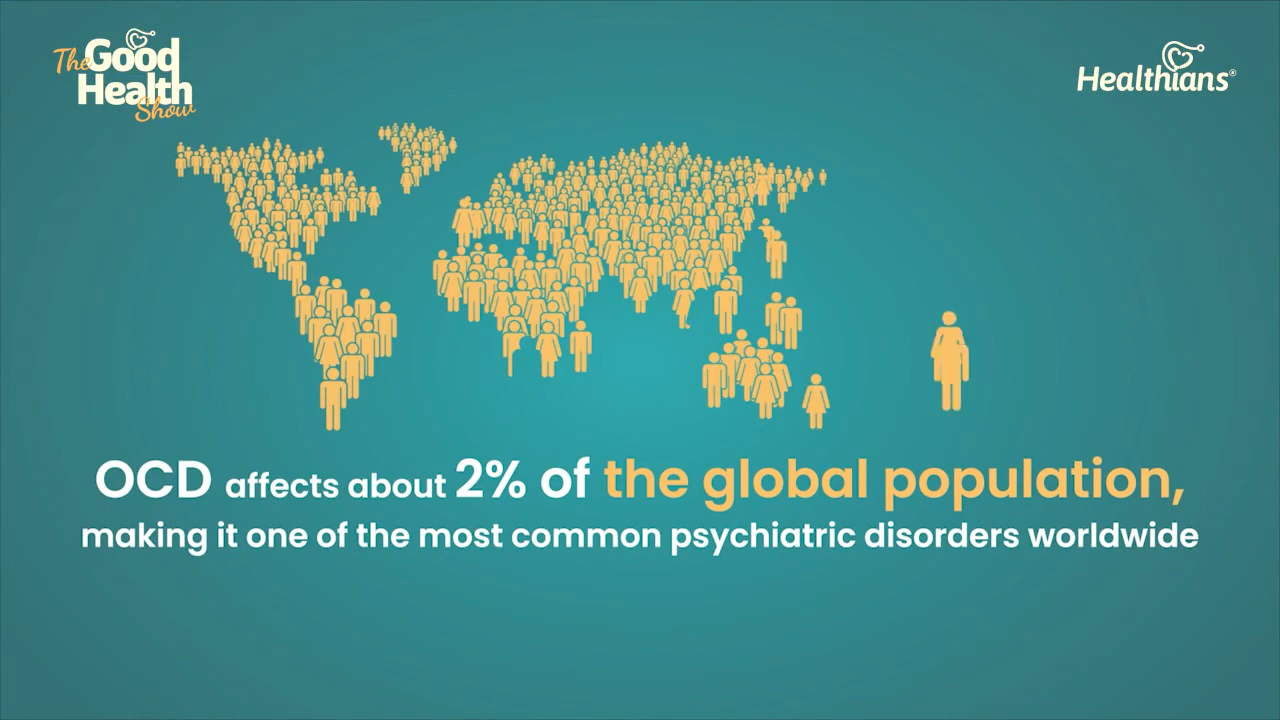 The Good
Health
Show
Healthians®
OCD affects about 2% of the global population,
making it one of the most common psychiatric disorders worldwide